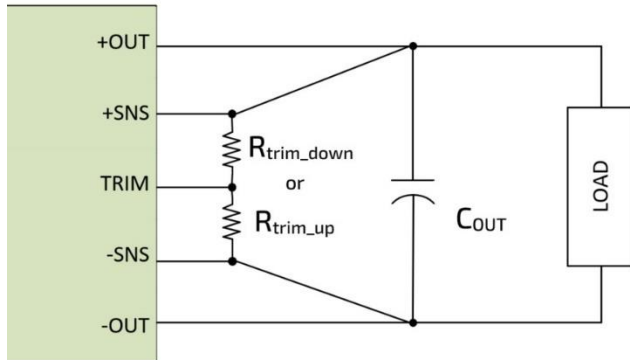 +OUT
+SNS
TRIM
-SNS
-OUT
Rtrim_down
or
Rtrim_up
COUT
LOAD